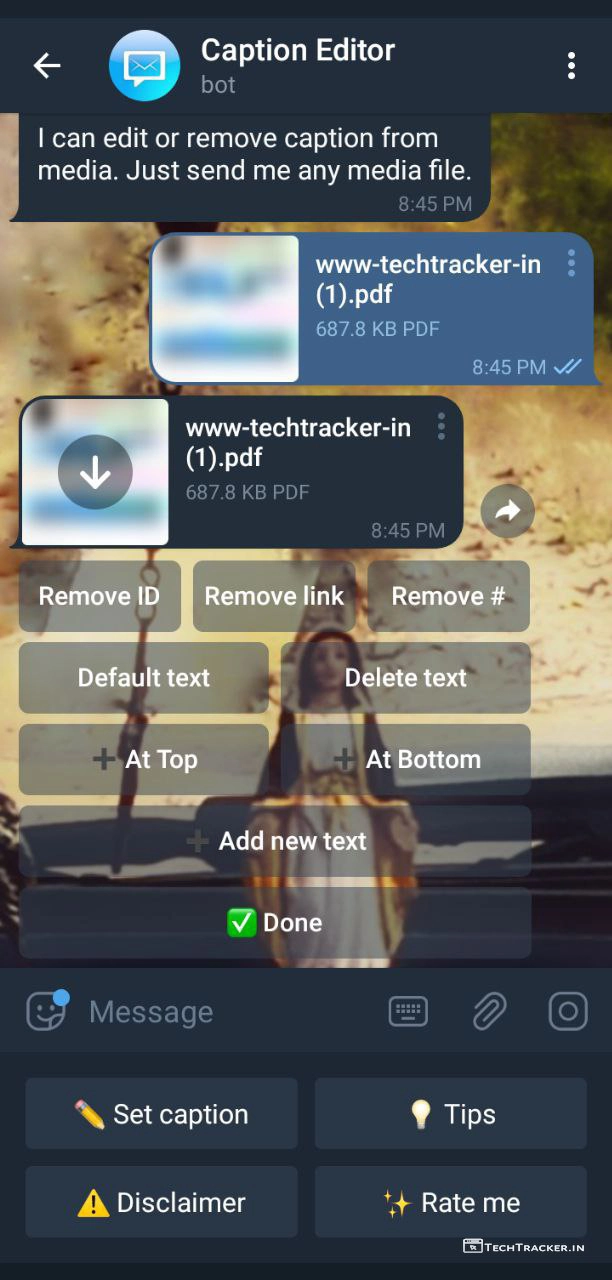 Caption Editor
bot
I can edit or remove caption from
media. Just send me any media file.
8:45 PM
www-techtracker-in
(1).pdf
687.8 KB PDF
8:45 PM
www-techtracker-in
(1).pdf
687.8 KB PDF
8:45 PM
Remove ID Remove link Remove #
Default text Delete text
➕ At Top ➕ At Bottom
➕ Add new text
✅ Done
Message
✏️ Set caption 💡 Tips
⚠️ Disclaimer ✨ Rate me
TECHTRACKER.IN